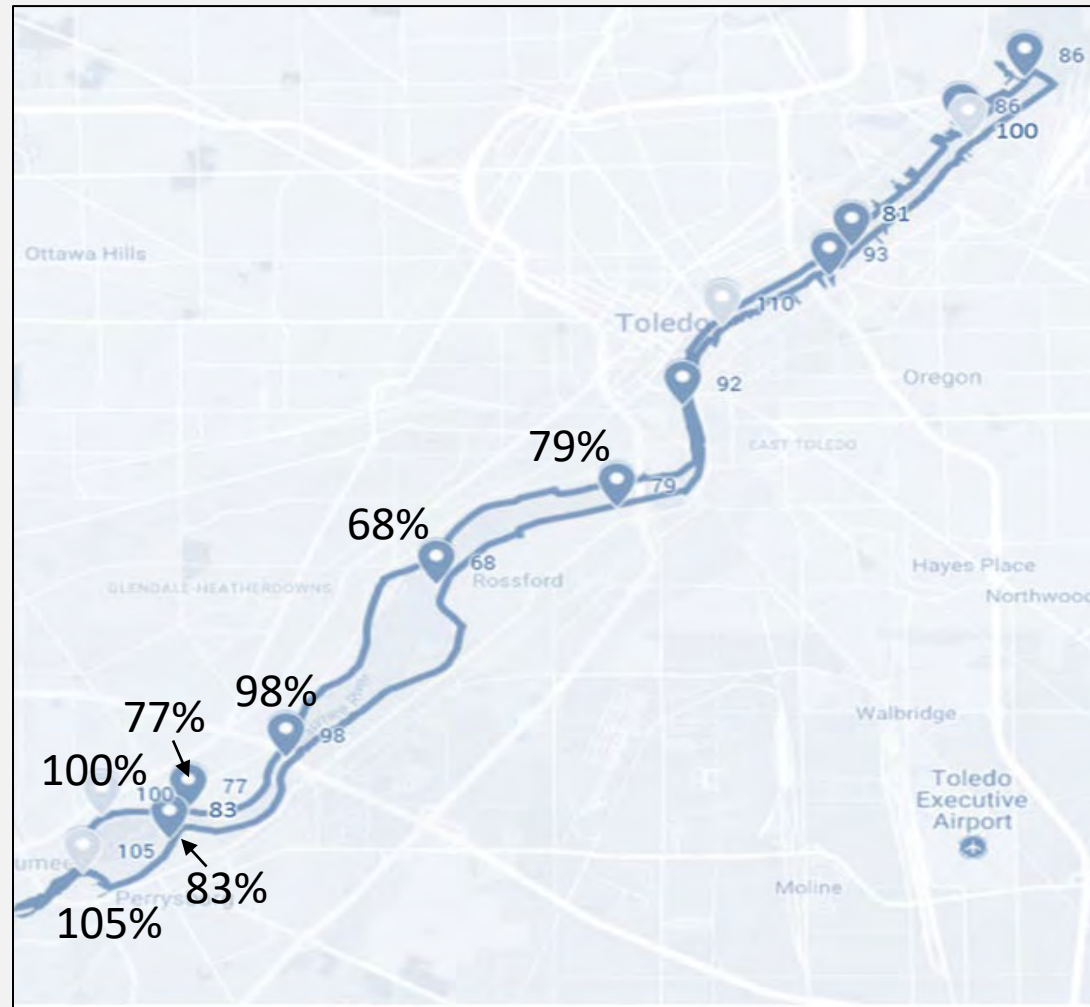 86
86
100
81
93
Ottawa Hills
110
Toledo
Oregon
92
EAST TOLEDO
79%
79
68%
68
Rossford
Hayes Place
Northwood
GLENDALE-HEATHERDOWNS
98%
98
77%
Walbridge
100%
77
100
83
Toledo
Executive
Airport
105
umee
83%
Moline
105%